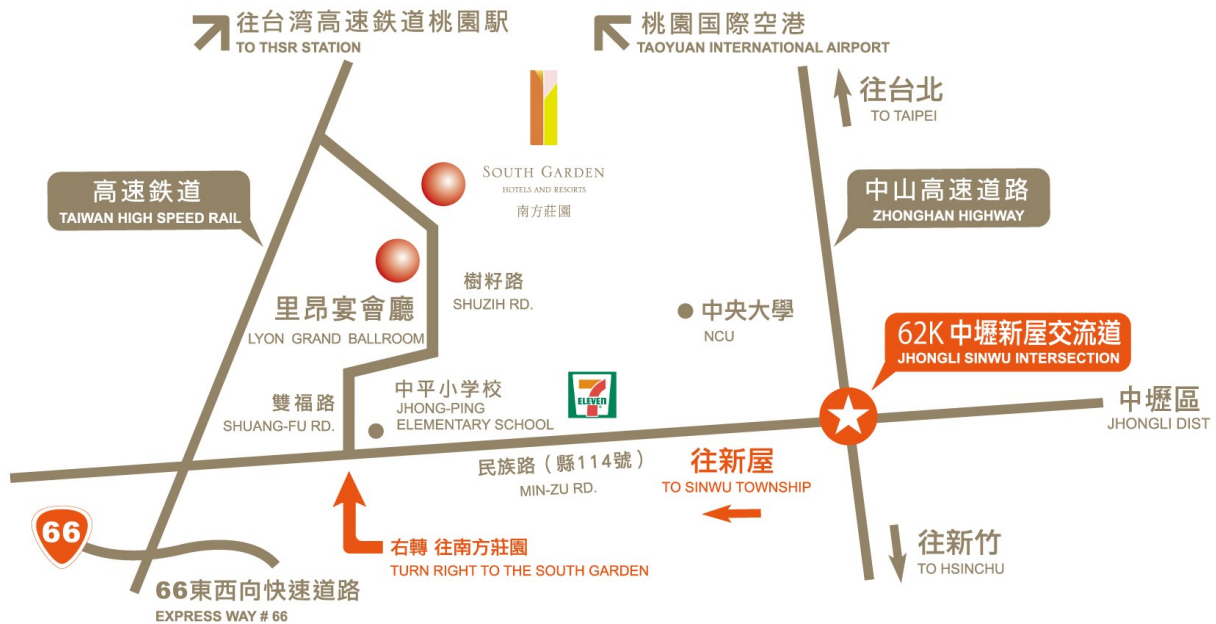 往台湾高速鉄道桃園駅
TO THSR STATION
桃園国際空港
TAOYUAN INTERNATIONAL AIRPORT
往台北
TO TAIPEI
SOUTH GARDEN
HOTELS AND RESORTS
南方莊園
高速鉄道
TAIWAN HIGH SPEED RAIL
中山高速道路
ZHONGHAN HIGHWAY
樹籽路
SHUZIH RD.
里昂宴會廳
LYON GRAND BALLROOM
中央大學
NCU
62K 中壢新屋交流道
JHONGLI SINWU INTERSECTION
中平小学校
JHONG-PING
ELEMENTARY SCHOOL
7
ELEVEN
雙福路
SHUANG-FU RD.
中壢區
JHONGLI DIST
民族路（縣114號）
MIN-ZU RD.
往新屋
TO SINWU TOWNSHIP
66
右轉 往南方莊園
TURN RIGHT TO THE SOUTH GARDEN
往新竹
TO HSINCHU
66東西向快速道路
EXPRESS WAY # 66